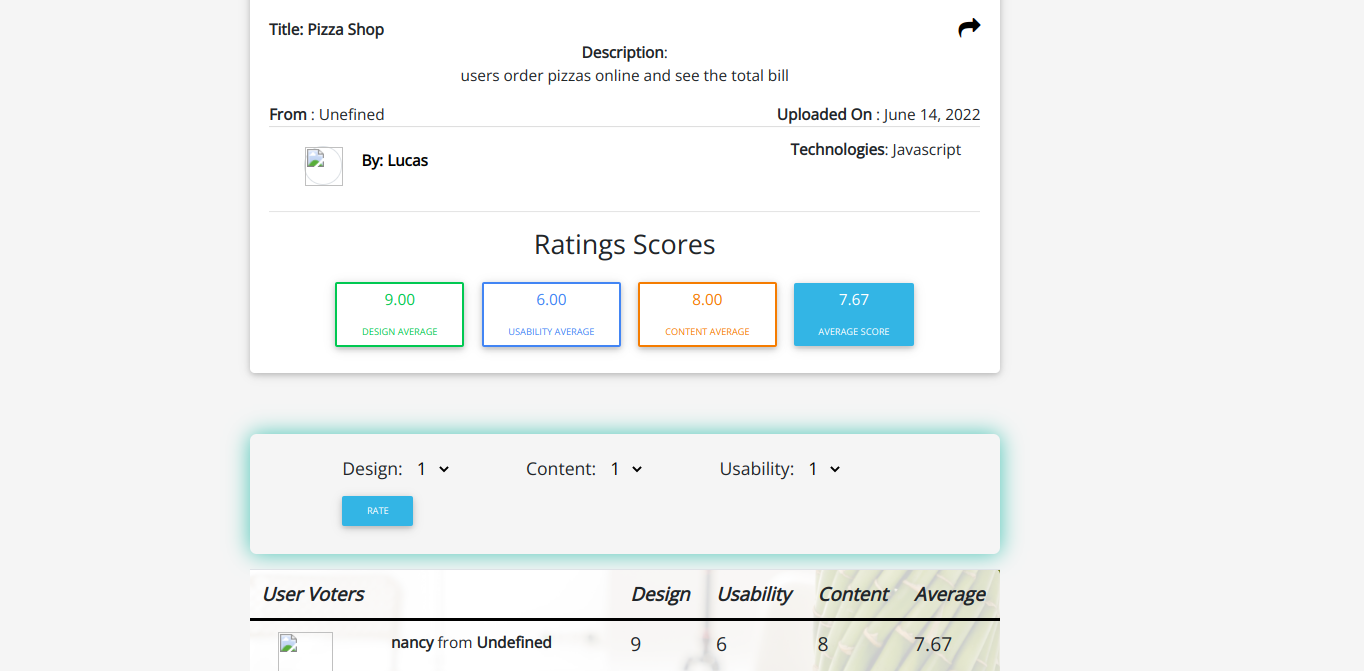 Title: Pizza Shop
Description:
users order pizzas online and see the total bill
From : Unefined Uploaded On : June 14, 2022
By: Lucas Technologies: Javascript
Ratings Scores
9.00 6.00 8.00 7.67
DESIGN AVERAGE USABILITY AVERAGE CONTENT AVERAGE AVERAGE SCORE
Design: 1 Content: 1 Usability: 1
RATE
User Voters Design Usability Content Average
nancy from Undefined 9 6 8 7.67